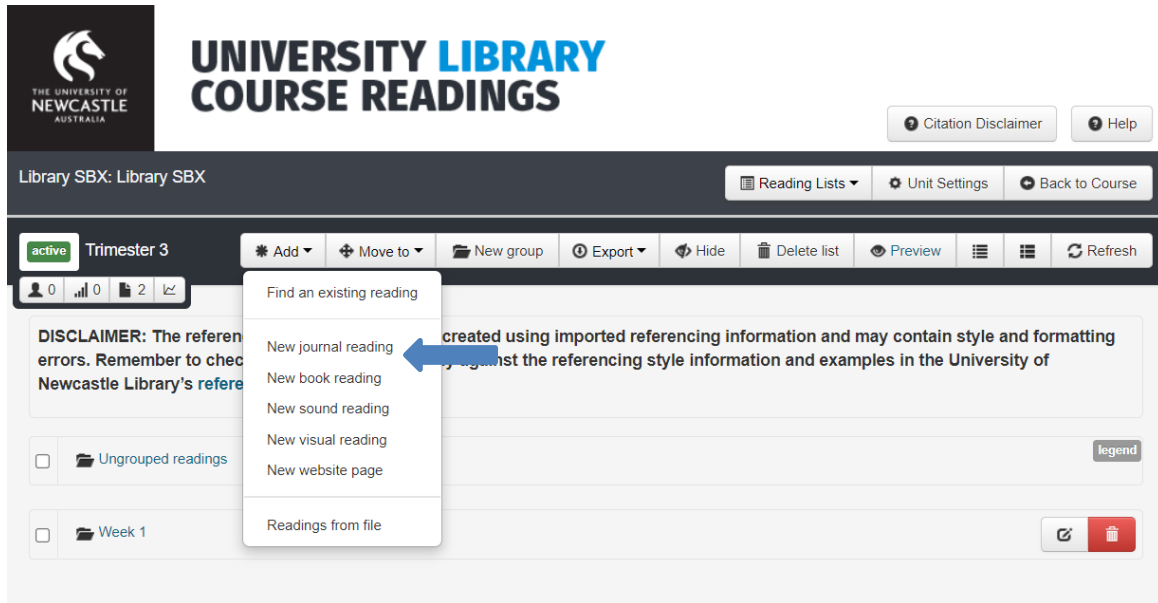 THE UNIVERSITY OF
NEWCASTLE
AUSTRALIA
UNIVERSITY LIBRARY
COURSE READINGS
Citation Disclaimer
Help
Library SBX: Library SBX
Reading Lists
Unit Settings
Back to Course
active
Trimester 3
Add
Move to
New group
Export
Hide
Delete list
Preview
Refresh
0
0
2
Find an existing reading
New journal reading
New book reading
New sound reading
New visual reading
New website page
Readings from file
DISCLAIMER: The referen created using imported referencing information and may contain style and formatting
errors. Remember to chec against the referencing style information and examples in the University of
Newcastle Library's refere
Ungrouped readings
legend
Week 1